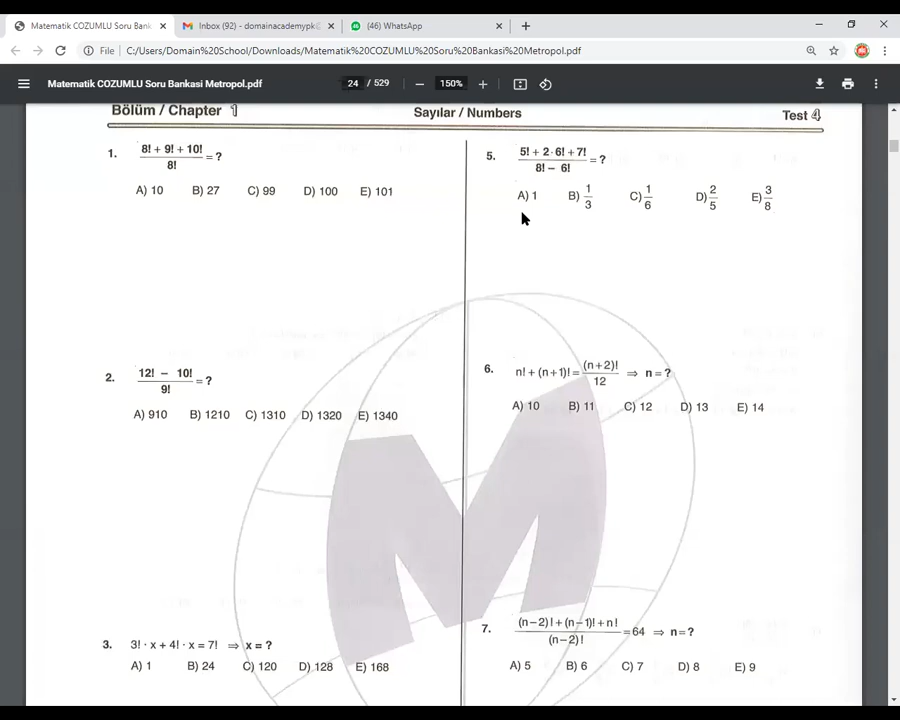 Matematik COZUMLU Soru Bank
Inbox (92) - domainacademypk@
(46) WhatsApp
File
C:/Users/Domain%20School/Downloads/Matematik%20COZUMLU%20Soru%20Bankasi%20Metropol.pdf
Matematik COZUMLU Soru Bankasi Metropol.pdf
24 / 529
150%
Bölüm / Chapter 1
Sayılar / Numbers
Test 4
1. (8! + 9! + 10!)/8! = ?
A) 10 B) 27 C) 99 D) 100 E) 101
2. (12! − 10!)/9! = ?
A) 910 B) 1210 C) 1310 D) 1320 E) 1340
3. 3! · x + 4! · x = 7! ⇒ x = ?
A) 1 B) 24 C) 120 D) 128 E) 168
5. (5! + 2·6! + 7!)/(8! − 6!) = ?
A) 1 B) 1/3 C) 1/6 D) 2/5 E) 3/8
6. n! + (n+1)! = (n+2)!/12 ⇒ n = ?
A) 10 B) 11 C) 12 D) 13 E) 14
7. ((n−2)! + (n−1)! + n!)/(n−2)! = 64 ⇒ n = ?
A) 5 B) 6 C) 7 D) 8 E) 9